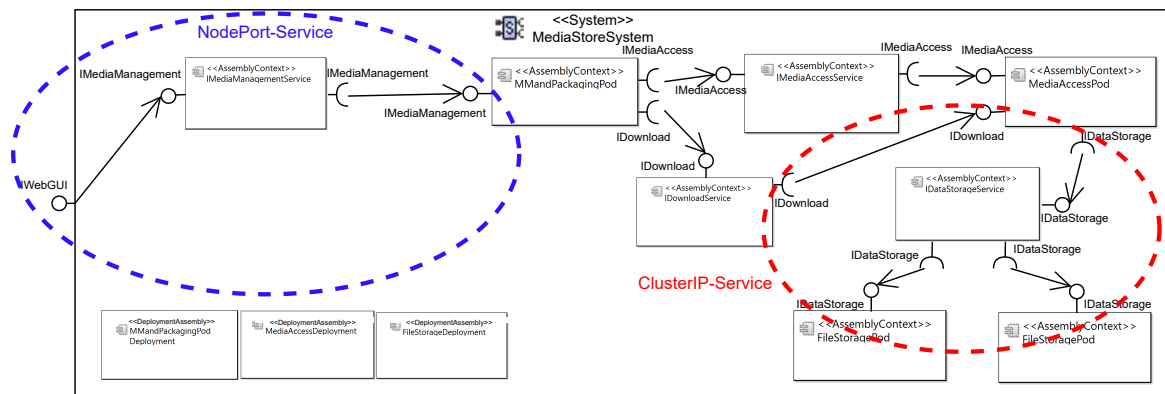 <<System>>
MediaStoreSystem
NodePort-Service
IMediaManagement
<<AssemblyContext>>
IMediaManagementService
IMediaManagement
IMediaManagement
IWebGUI
<<AssemblyContext>>
MMandPackagingPod
IMediaAccess
IMediaAccess
IDownload
<<AssemblyContext>>
IMediaAccessService
IMediaAccess
IMediaAccess
<<AssemblyContext>>
MediaAccessPod
IDownload
IDataStorage
<<AssemblyContext>>
IDownloadService
IDownload
<<AssemblyContext>>
IDataStorageService
IDataStorage
IDataStorage
IDataStorage
ClusterIP-Service
IDataStorage
IDataStorage
<<AssemblyContext>>
FileStoragePod
<<AssemblyContext>>
FileStoragePod
<<DeploymentAssembly>>
MMandPackagingPod
Deployment
<<DeploymentAssembly>>
MediaAccessDeployment
<<DeploymentAssembly>>
FileStorageDeployment